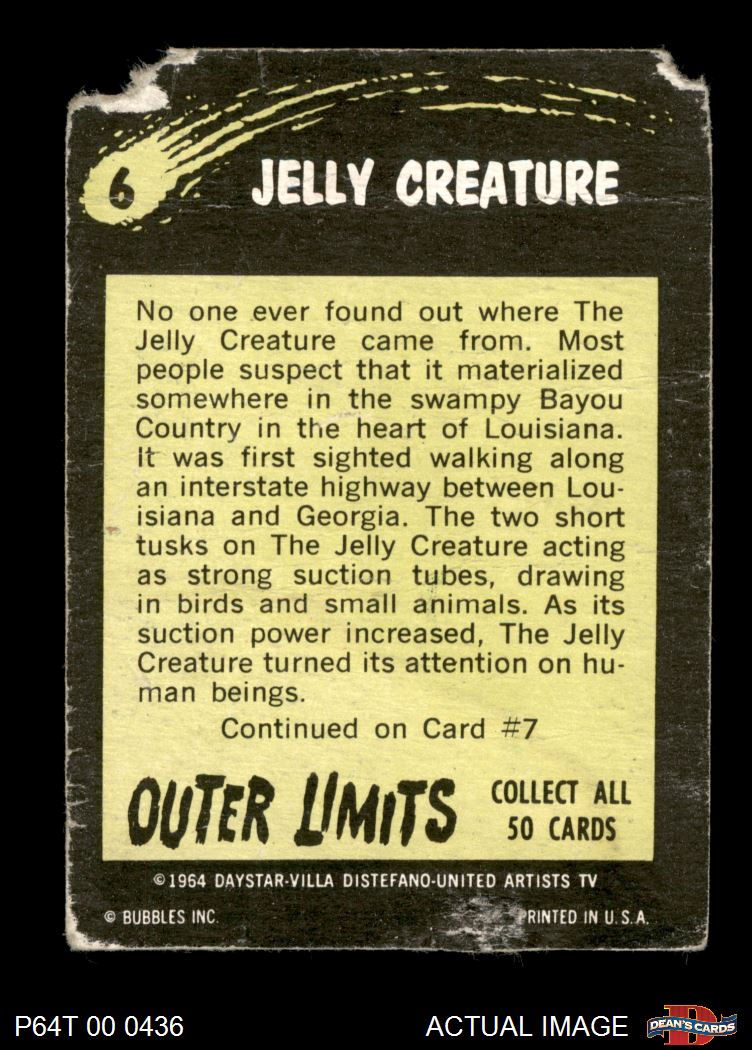 6
JELLY CREATURE
No one ever found out where The
Jelly Creature came from. Most
people suspect that it materialized
somewhere in the swampy Bayou
Country in the heart of Louisiana.
It was first sighted walking along
an interstate highway between Lou-
isiana and Georgia. The two short
tusks on The Jelly Creature acting
as strong suction tubes, drawing
in birds and small animals. As its
suction power increased, The Jelly
Creature turned its attention on hu-
man beings.
Continued on Card #7
OUTER LIMITS
COLLECT ALL
50 CARDS
©1964 DAYSTAR-VILLA DISTEFANO-UNITED ARTISTS TV
© BUBBLES INC.
PRINTED IN U.S.A.
P64T 00 0436
ACTUAL IMAGE
D
DEAN'S CARDS